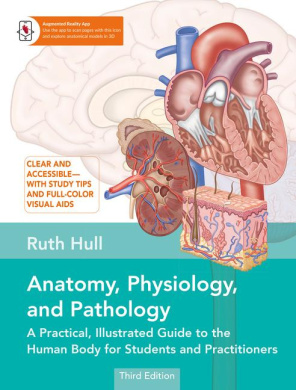 Augmented Reality App
Use the app to scan pages with this icon
and explore anatomical models in 3D
CLEAR AND
ACCESSIBLE—
WITH STUDY TIPS
AND FULL-COLOR
VISUAL AIDS
Ruth Hull
Anatomy, Physiology,
and Pathology
A Practical, Illustrated Guide to the
Human Body for Students and Practitioners
Third Edition